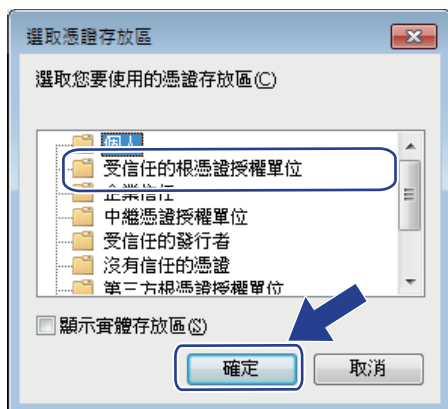 選取憑證存放區
選取您要使用的憑證存放區(C)
個人
受信任的根憑證授權單位
企業信任
中繼憑證授權單位
受信任的發行者
沒有信任的憑證
第三方根憑證授權單位
顯示實體存放區(S)
確定
取消